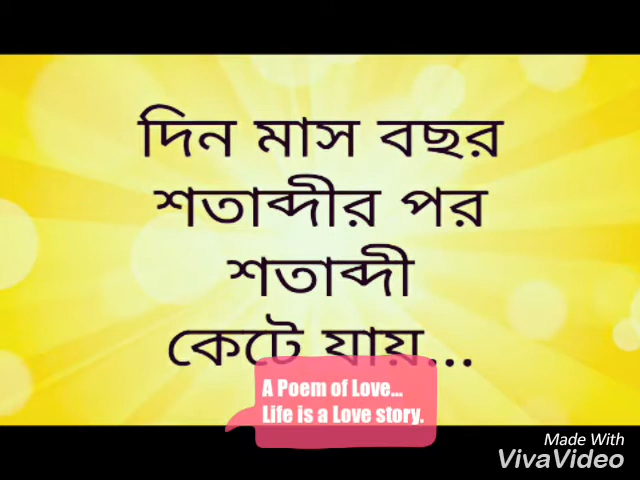 দিন মাস বছর
শতাব্দীর পর
শতাব্দী
কেটে যায়...
A Poem of Love...
Life is a Love story.
Made With
VivaVideo